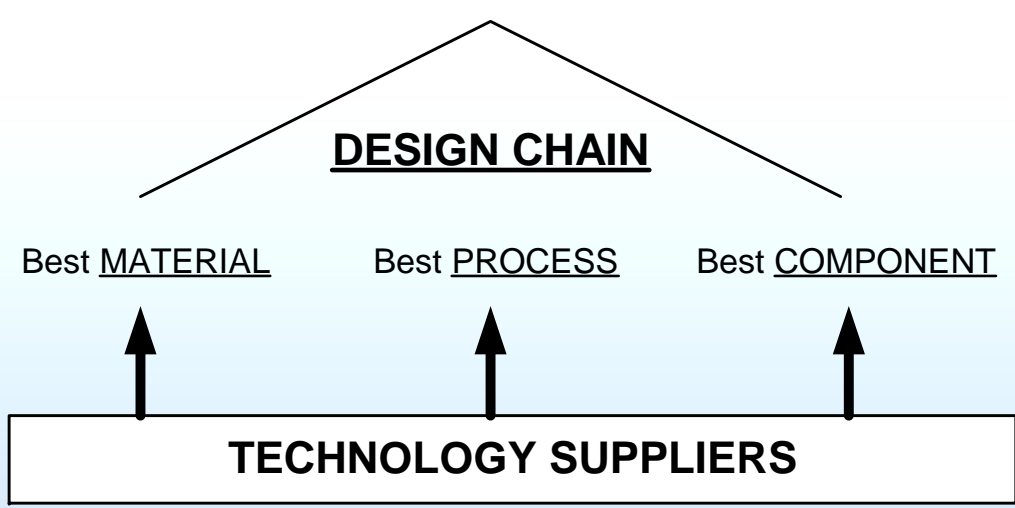 DESIGN CHAIN
Best MATERIAL Best PROCESS Best COMPONENT
TECHNOLOGY SUPPLIERS